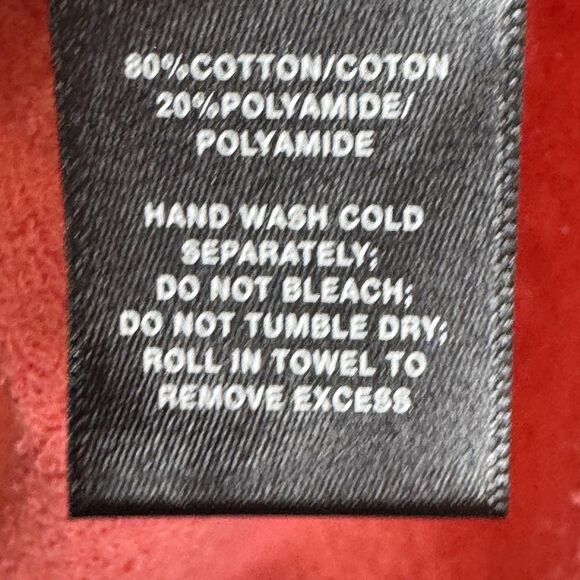 80%COTTON/COTON
20%POLYAMIDE/
POLYAMIDE
HAND WASH COLD
SEPARATELY;
DO NOT BLEACH;
DO NOT TUMBLE DRY;
ROLL IN TOWEL TO
REMOVE EXCESS